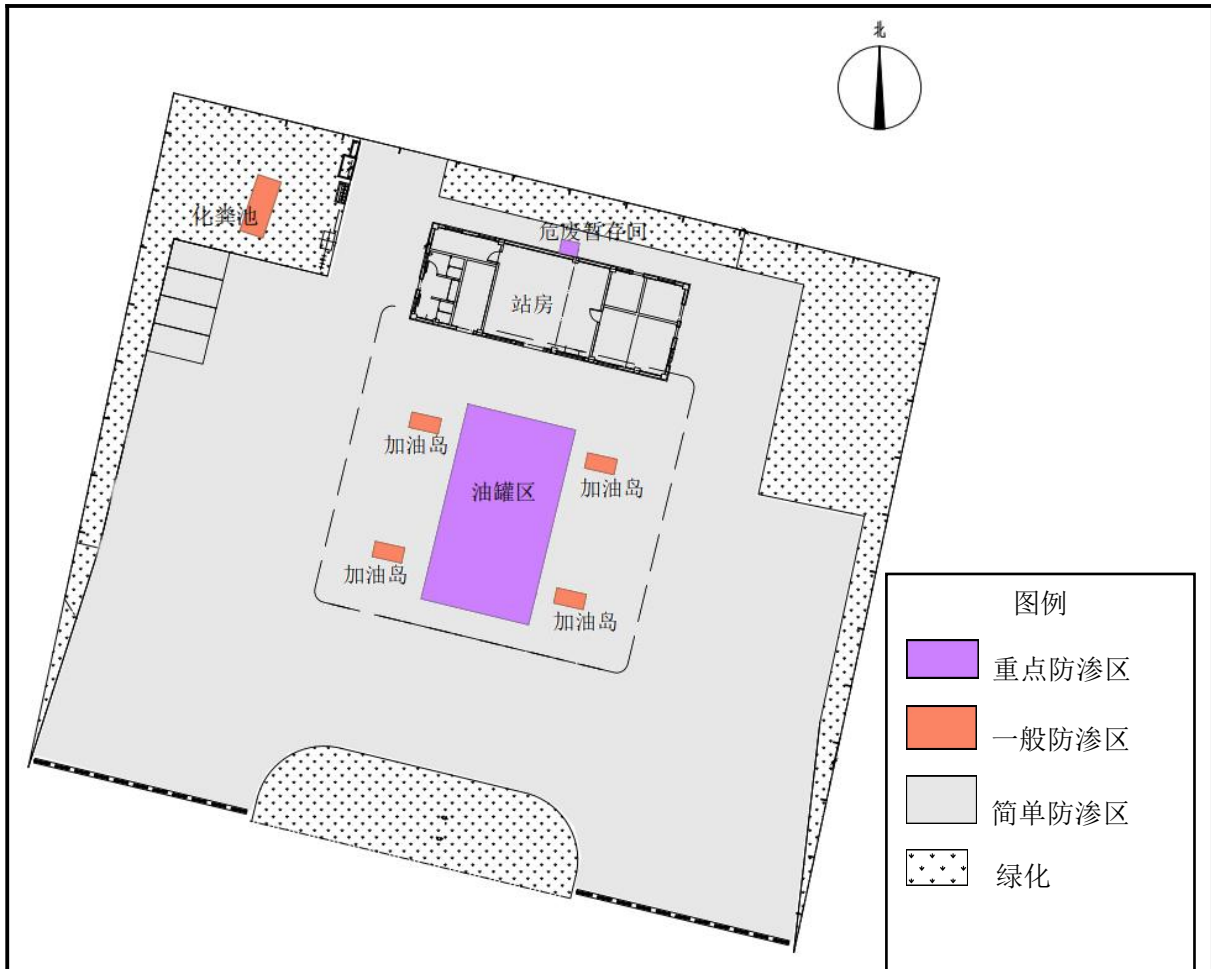 北
化粪池
危废暂存间
站房
加油岛
加油岛
油罐区
加油岛
加油岛
图例
重点防渗区
一般防渗区
简单防渗区
绿化